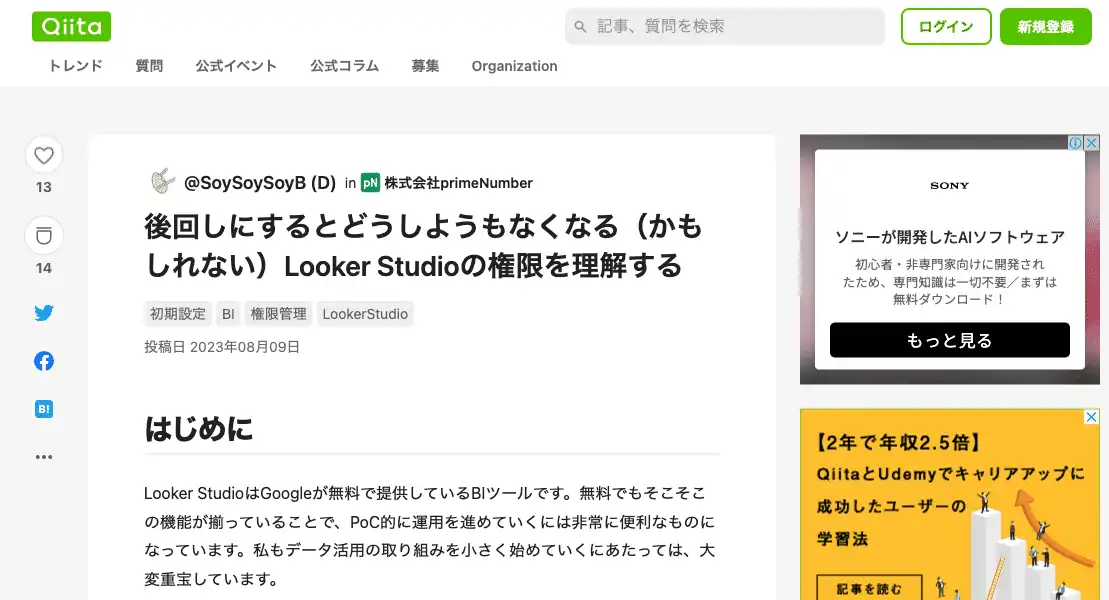 Qiita
記事、質問を検索
ログイン
新規登録
トレンド
質問
公式イベント
公式コラム
募集
Organization
13
14
B!
@SoySoySoyB (D) in pN 株式会社primeNumber
後回しにするとどうしようもなくなる（かも
しれない）Looker Studioの権限を理解する
初期設定
BI
権限管理
LookerStudio
投稿日 2023年08月09日
はじめに
Looker StudioはGoogleが無料で提供しているBIツールです。無料でもそこそこ
の機能が揃っていることで、PoC的に運用を進めていくには非常に便利なものに
なっています。私もデータ活用の取り組みを小さく始めていくにあたっては、大
変重宝しています。
SONY
ソニーが開発したAIソフトウェア
初心者・非専門家向けに開発され
たため、専門知識は一切不要／まずは
無料ダウンロード！
もっと見る
【2年で年収2.5倍】
QiitaとUdemyでキャリアアップに
成功したユーザーの
学習法
記事を読む